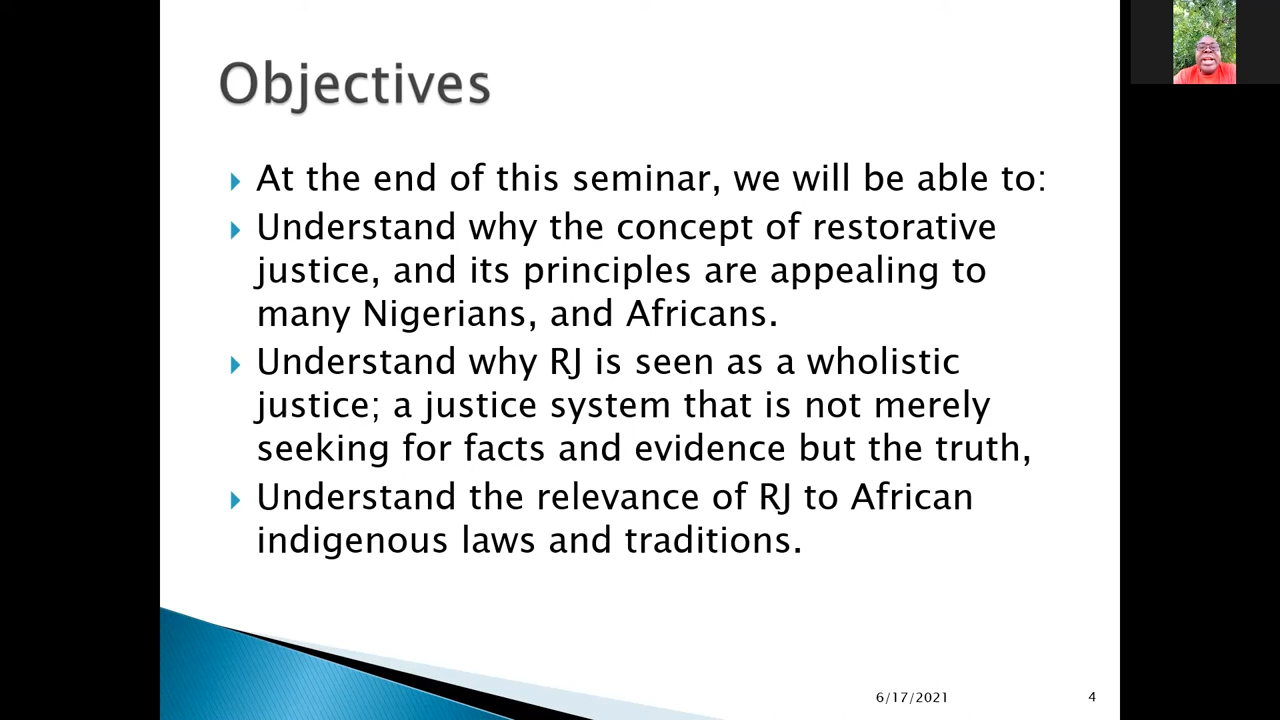 Objectives
At the end of this seminar, we will be able to:
Understand why the concept of restorative
justice, and its principles are appealing to
many Nigerians, and Africans.
Understand why RJ is seen as a wholistic
justice; a justice system that is not merely
seeking for facts and evidence but the truth,
Understand the relevance of RJ to African
indigenous laws and traditions.
6/17/2021
4